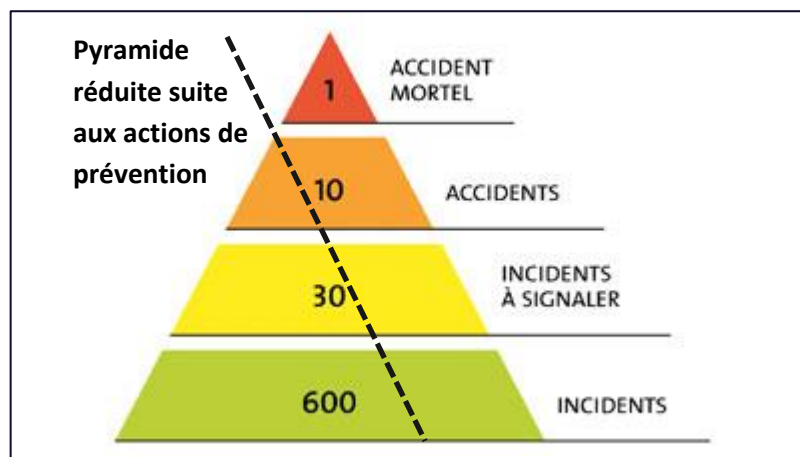 Pyramide
réduite suite
aux actions de
prévention
1
ACCIDENT
MORTEL
10
ACCIDENTS
30
INCIDENTS
À SIGNALER
600
INCIDENTS